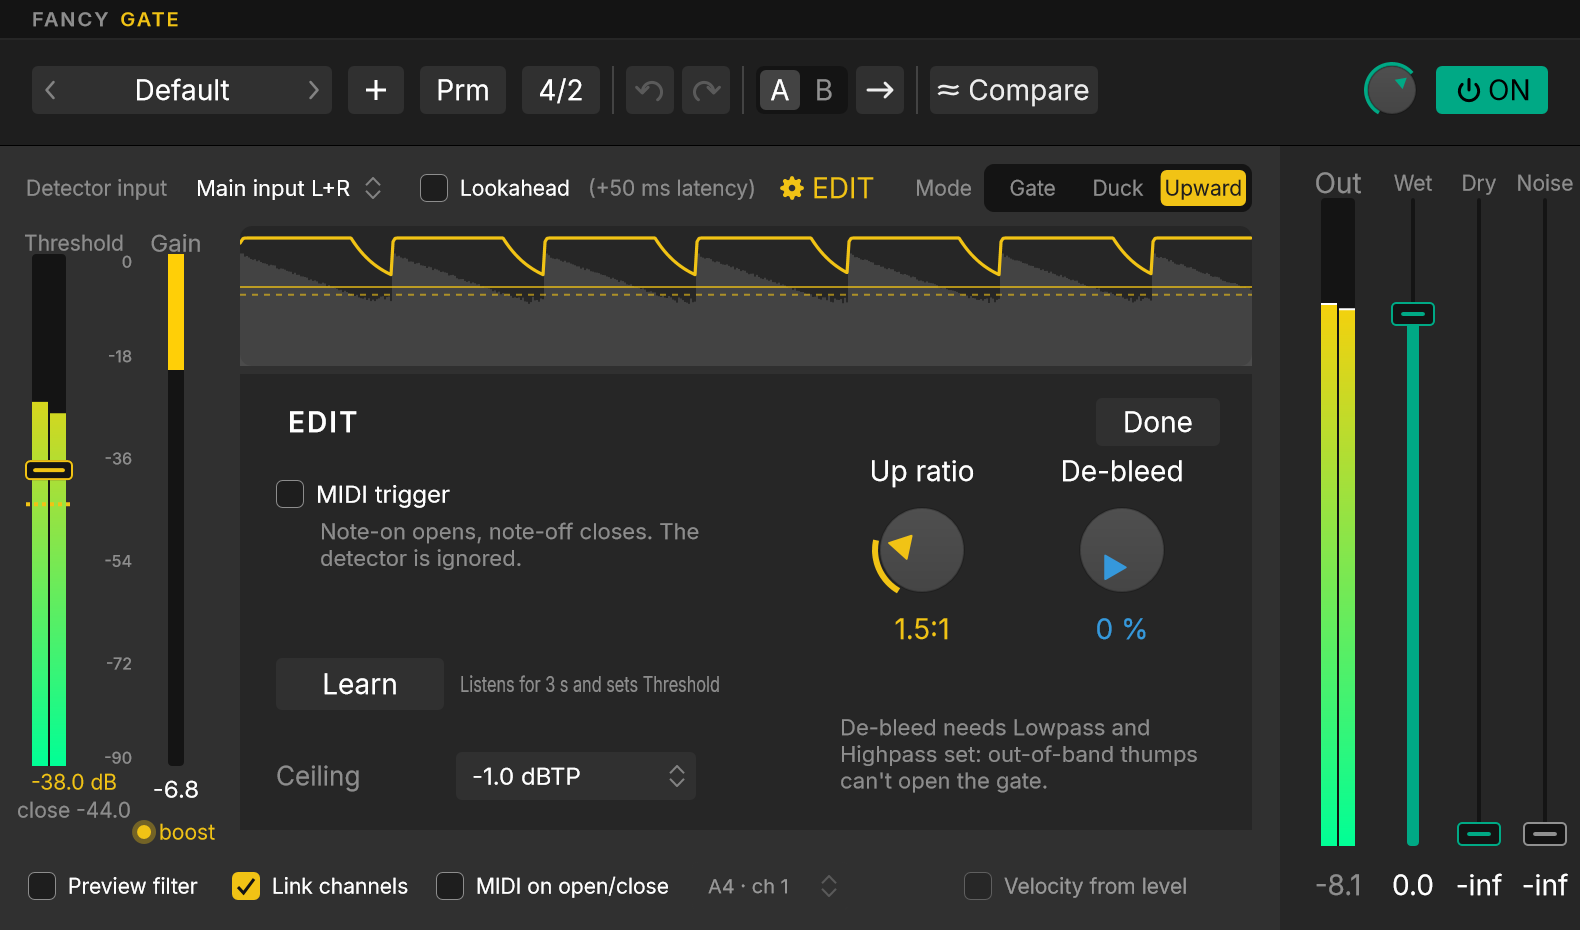 FANCY GATE
Default
+
Prm
4/2
A
B
Compare
ON
Detector input
Main input L+R
Lookahead
(+50 ms latency)
EDIT
Mode
Gate
Duck
Upward
Threshold
Gain
0
-18
-36
-54
-72
-90
-38.0 dB
close -44.0
-6.8
boost
EDIT
Done
MIDI trigger
Note-on opens, note-off closes. The
detector is ignored.
Up ratio
1.5:1
De-bleed
0 %
Learn
Listens for 3 s and sets Threshold
De-bleed needs Lowpass and
Highpass set: out-of-band thumps
can't open the gate.
Ceiling
-1.0 dBTP
Preview filter
Link channels
MIDI on open/close
A4 · ch 1
Velocity from level
Out
Wet
Dry
Noise
-8.1
0.0
-inf
-inf